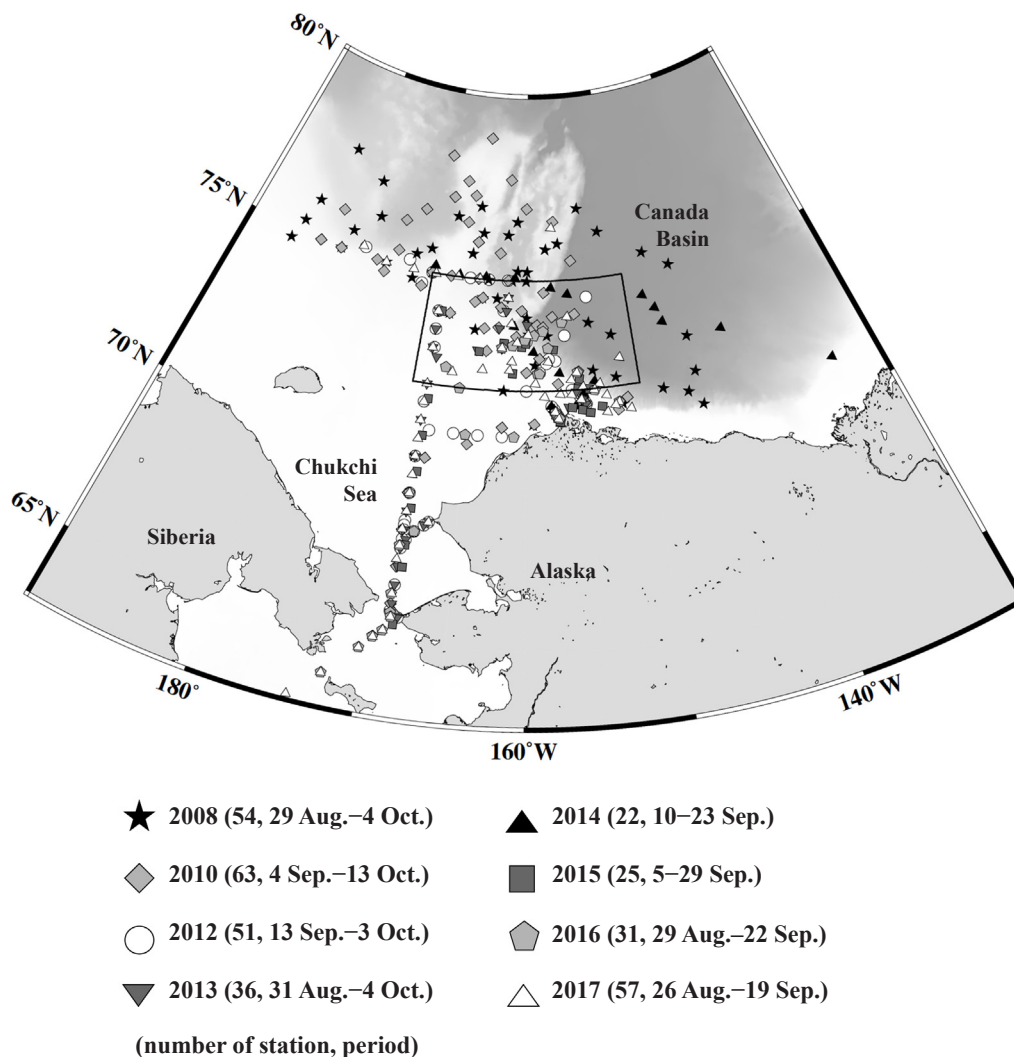 80°N
75°N
Canada
Basin
70°N
Chukchi
Sea
65°N
Siberia
Alaska
180°
140°W
160°W
2008 (54, 29 Aug.–4 Oct.)
2014 (22, 10–23 Sep.)
2010 (63, 4 Sep.–13 Oct.)
2015 (25, 5–29 Sep.)
2012 (51, 13 Sep.–3 Oct.)
2016 (31, 29 Aug.–22 Sep.)
2013 (36, 31 Aug.–4 Oct.)
2017 (57, 26 Aug.–19 Sep.)
(number of station, period)